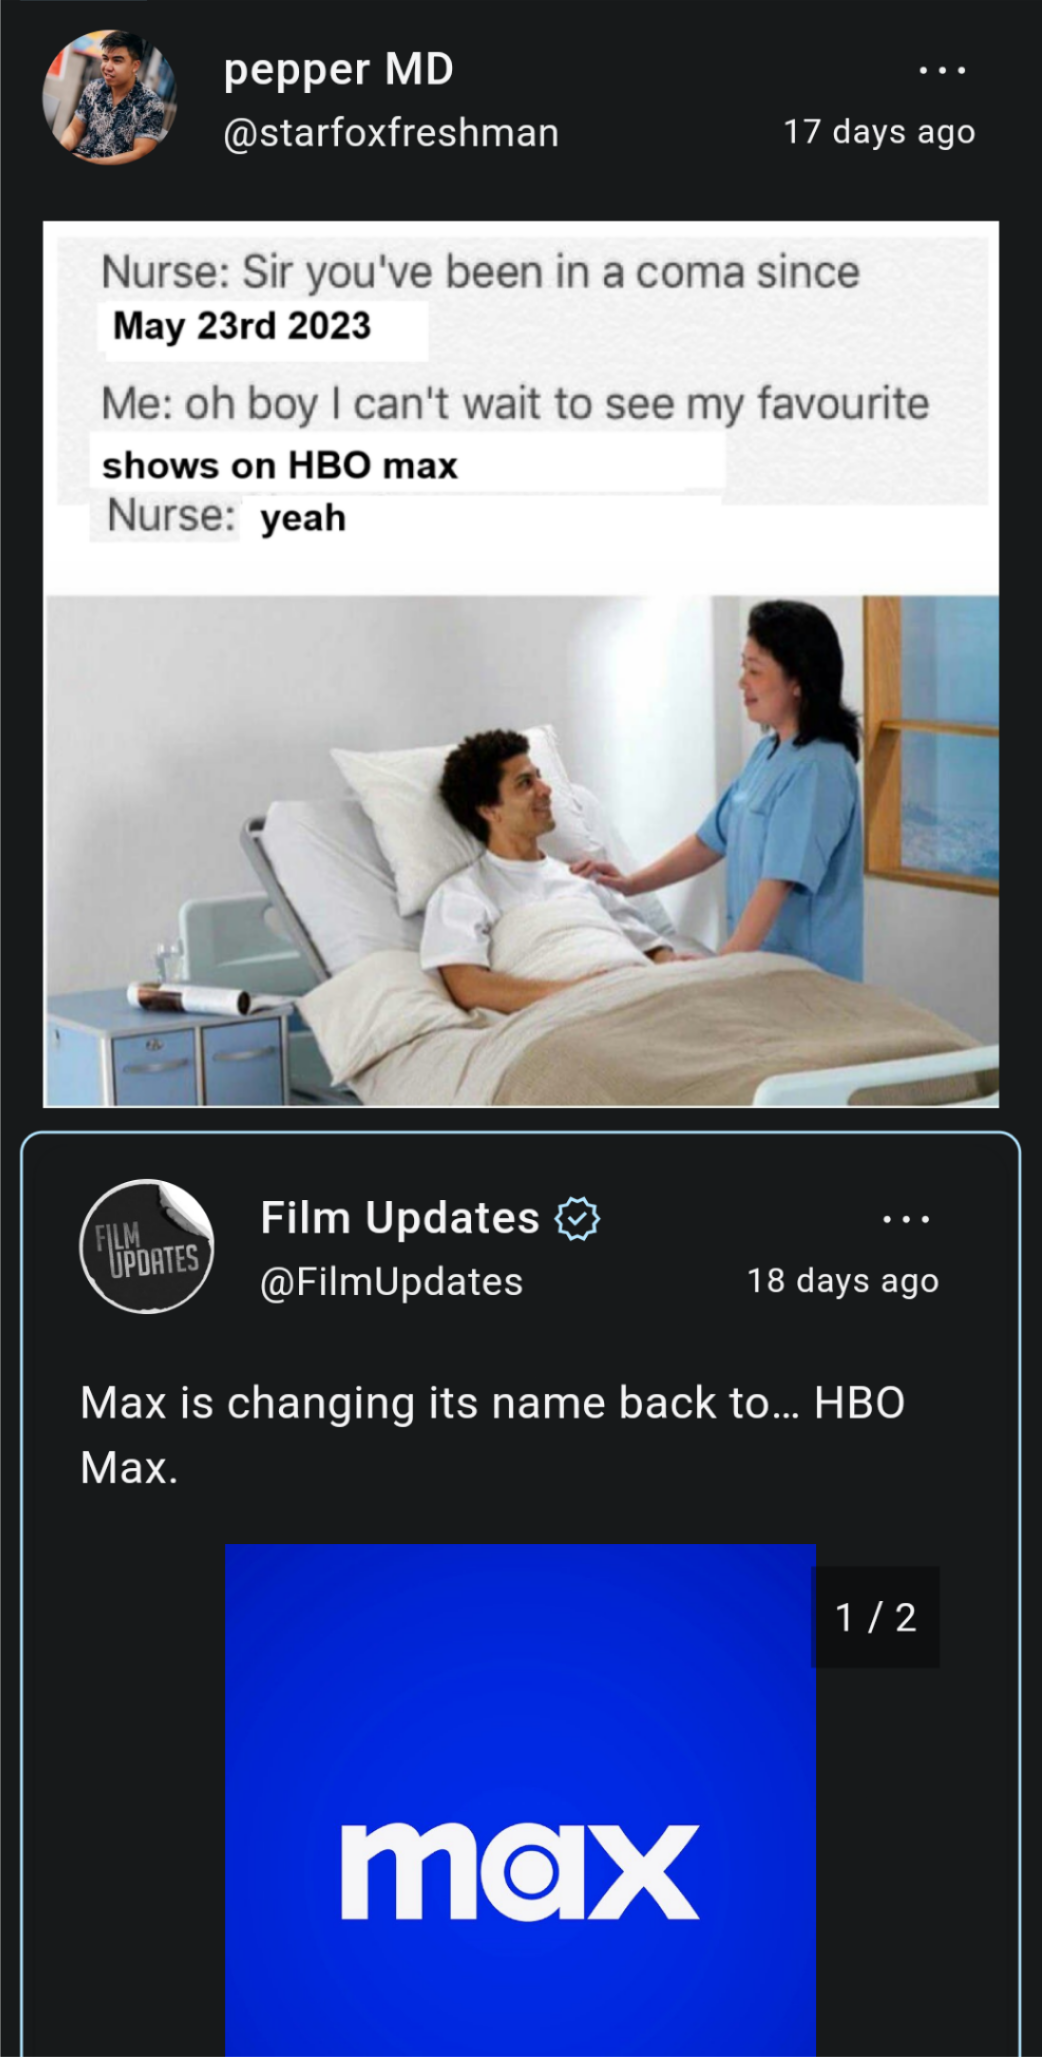 pepper MD
@starfoxfreshman
17 days ago
Nurse: Sir you've been in a coma since
May 23rd 2023
Me: oh boy I can't wait to see my favourite
shows on HBO max
Nurse: yeah
FILM
UPDATES
Film Updates
@FilmUpdates
18 days ago
Max is changing its name back to... HBO
Max.
1 / 2
max